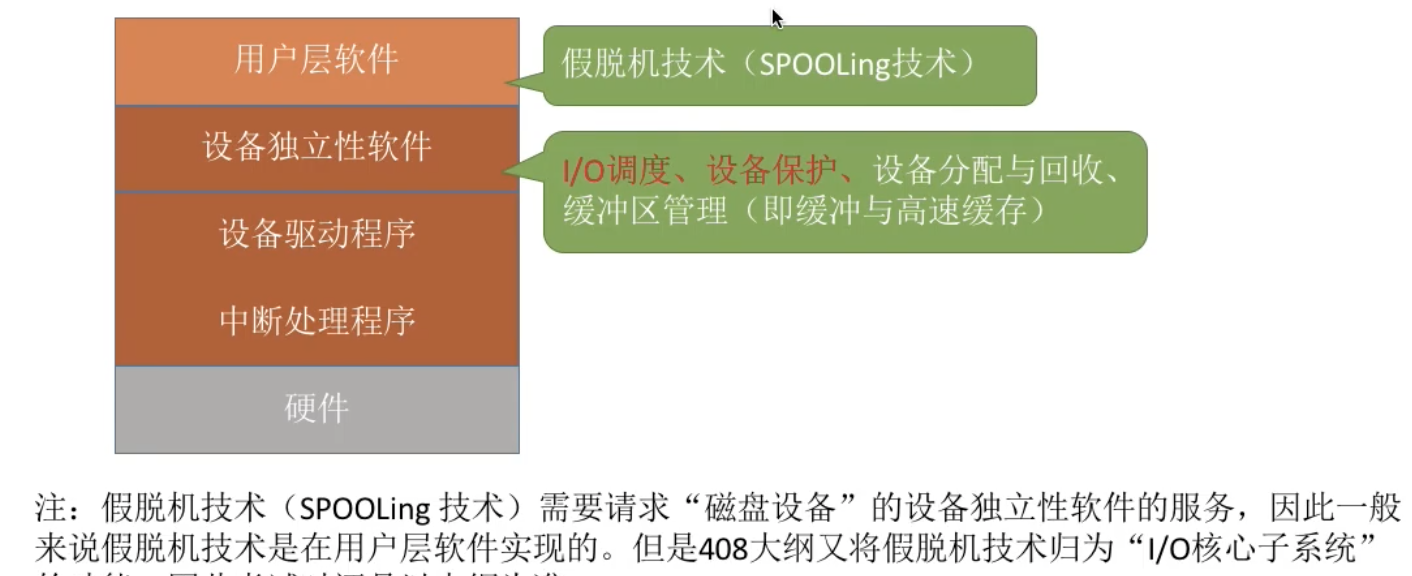 用户层软件
假脱机技术（SPOOLing技术）
设备独立性软件
I/O调度、设备保护、设备分配与回收、
缓冲区管理（即缓冲与高速缓存）
设备驱动程序
中断处理程序
硬件
注：假脱机技术（SPOOLing 技术）需要请求“磁盘设备”的设备独立性软件的服务，因此一般
来说假脱机技术是在用户层软件实现的。但是408大纲又将假脱机技术归为“I/O核心子系统”